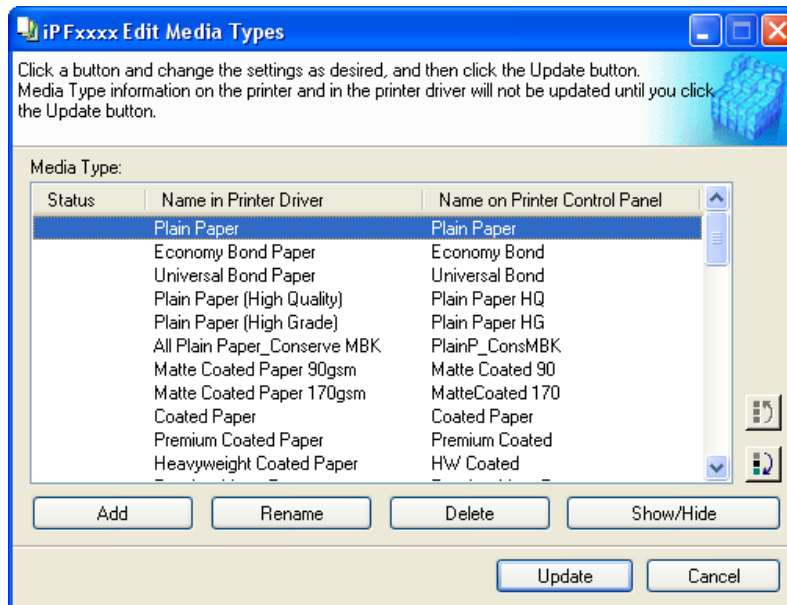 iPFxxxx Edit Media Types
Click a button and change the settings as desired, and then click the Update button.
Media Type information on the printer and in the printer driver will not be updated until you click
the Update button.
Media Type:
Status Name in Printer Driver Name on Printer Control Panel
Plain Paper Plain Paper
Economy Bond Paper Economy Bond
Universal Bond Paper Universal Bond
Plain Paper (High Quality) Plain Paper HQ
Plain Paper (High Grade) Plain Paper HG
All Plain Paper_Conserve MBK PlainP_ConsMBK
Matte Coated Paper 90gsm Matte Coated 90
Matte Coated Paper 170gsm MatteCoated 170
Coated Paper Coated Paper
Premium Coated Paper Premium Coated
Heavyweight Coated Paper HW Coated
Add Rename Delete Show/Hide
Update Cancel